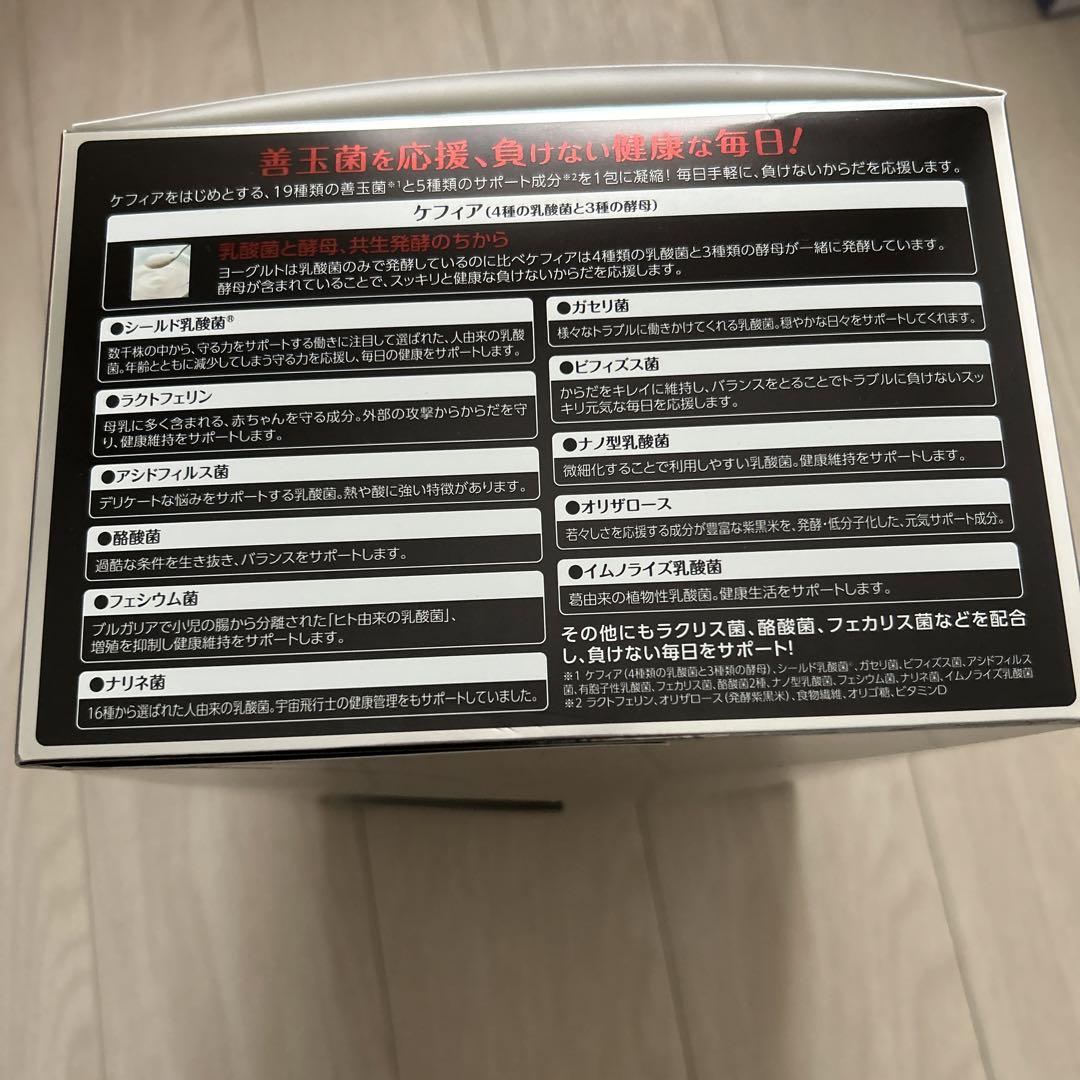 善玉菌を応援、負けない健康な毎日!
ケフィアをはじめとする、19種類の善玉菌※1と5種類のサポート成分※2を1包に凝縮! 毎日手軽に、負けないからだを応援します。
ケフィア(4種の乳酸菌と3種の酵母)
乳酸菌と酵母、共生発酵のちから
ヨーグルトは乳酸菌のみで発酵しているのに比べケフィアは4種類の乳酸菌と3種類の酵母が一緒に発酵しています。
酵母が含まれていることで、スッキリと健康な負けないからだを応援します。
●シールド乳酸菌®
数千株の中から、守る力をサポートする働きに注目して選ばれた、人由来の乳酸
菌。年齢とともに減少してしまう守る力を応援し、毎日の健康をサポートします。
●ラクトフェリン
母乳に多く含まれる、赤ちゃんを守る成分。外部の攻撃からからだを守
り、健康維持をサポートします。
●アシドフィルス菌
デリケートな悩みをサポートする乳酸菌。熱や酸に強い特徴があります。
●酪酸菌
過酷な条件を生き抜き、バランスをサポートします。
●フェシウム菌
ブルガリアで小児の腸から分離された「ヒト由来の乳酸菌」、
増殖を抑制し健康維持をサポートします。
●ナリネ菌
16種から選ばれた人由来の乳酸菌。宇宙飛行士の健康管理をもサポートしていました。
●ガセリ菌
様々なトラブルに働きかけてくれる乳酸菌。穏やかな日々をサポートしてくれます。
●ビフィズス菌
からだをキレイに維持し、バランスをとることでトラブルに負けないスッ
キリ元気な毎日を応援します。
●ナノ型乳酸菌
微細化することで利用しやすい乳酸菌。健康維持をサポートします。
●オリザロース
若々しさを応援する成分が豊富な紫黒米を、発酵・低分子化した、元気サポート成分。
●イムノライズ乳酸菌
葛由来の植物性乳酸菌。健康生活をサポートします。
その他にもラクリス菌、酪酸菌、フェカリス菌などを配合
し、負けない毎日をサポート!
※1 ケフィア(4種類の乳酸菌と3種類の酵母)、シールド乳酸菌®、ガセリ菌、ビフィズス菌、アシドフィルス
菌、有胞子性乳酸菌、フェカリス菌、酪酸菌2種、ナノ型乳酸菌、フェシウム菌、ナリネ菌、イムノライズ乳酸菌
※2 ラクトフェリン、オリザロース(発酵紫黒米)、食物繊維、オリゴ糖、ビタミンD